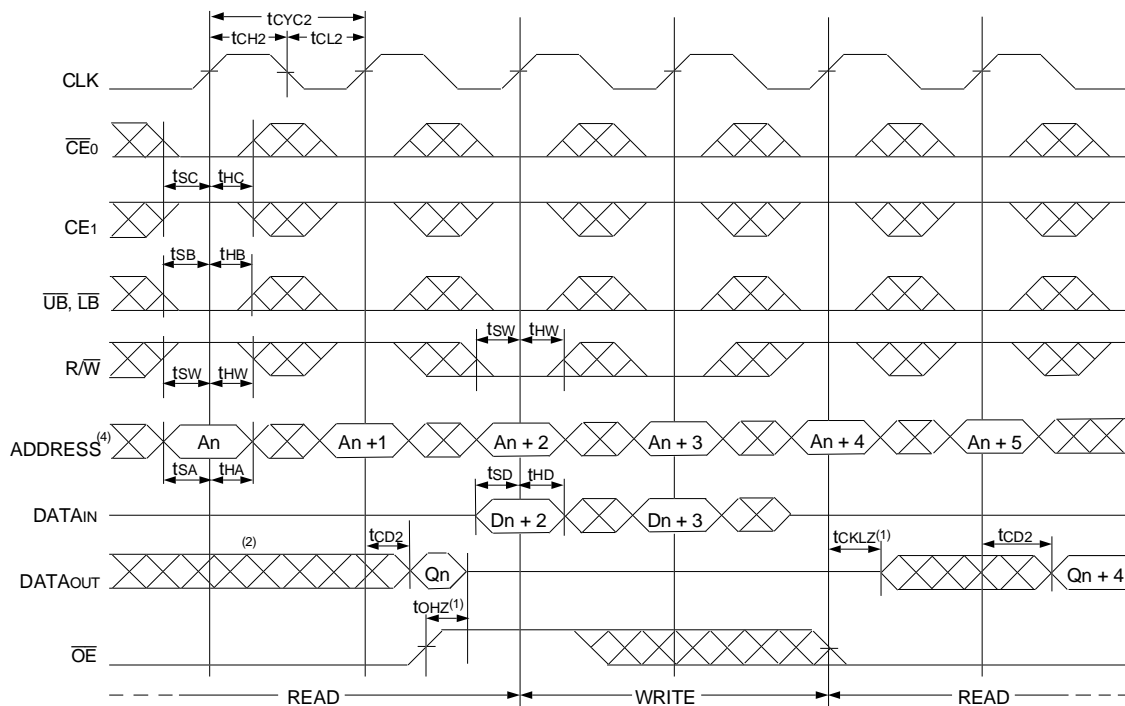 tCYC2
tCH2 tCL2
CLK
CE0
tSC tHC
CE1
tSB tHB
UB, LB
tSW tHW
R/W
tSW tHW
ADDRESS(4) An An +1 An + 2 An + 3 An + 4 An + 5
tSA tHA
tSD tHD
DATAIN Dn + 2 Dn + 3
(2) tCD2 tCKLZ(1) tCD2
DATAOUT Qn Qn + 4
tOHZ(1)
OE
READ WRITE READ